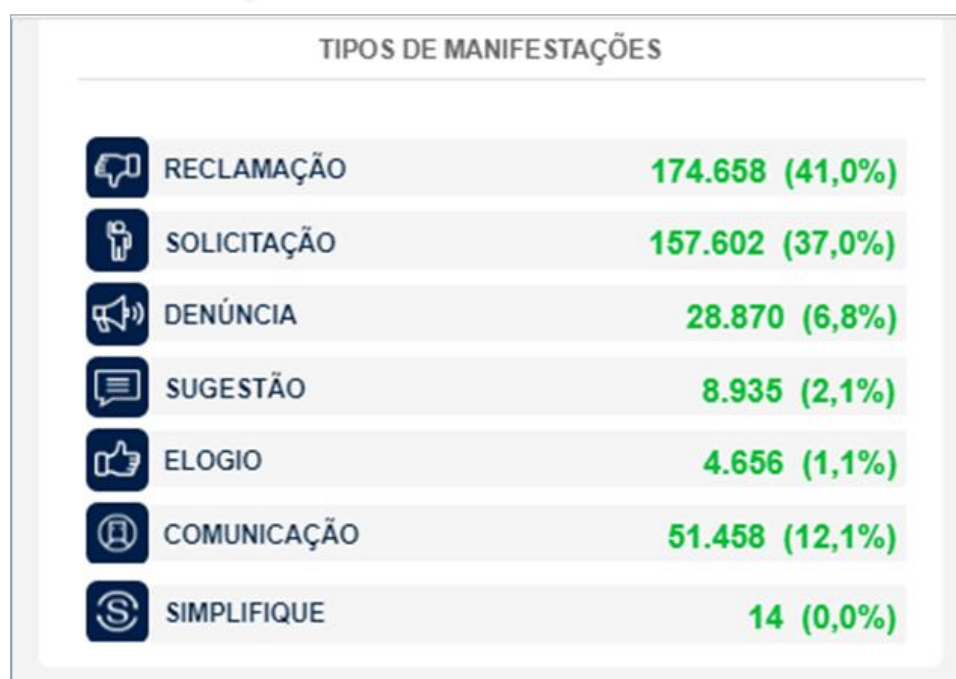 TIPOS DE MANIFESTAÇÕES
RECLAMAÇÃO 174.658 (41,0%)
SOLICITAÇÃO 157.602 (37,0%)
DENÚNCIA 28.870 (6,8%)
SUGESTÃO 8.935 (2,1%)
ELOGIO 4.656 (1,1%)
COMUNICAÇÃO 51.458 (12,1%)
SIMPLIFIQUE 14 (0,0%)